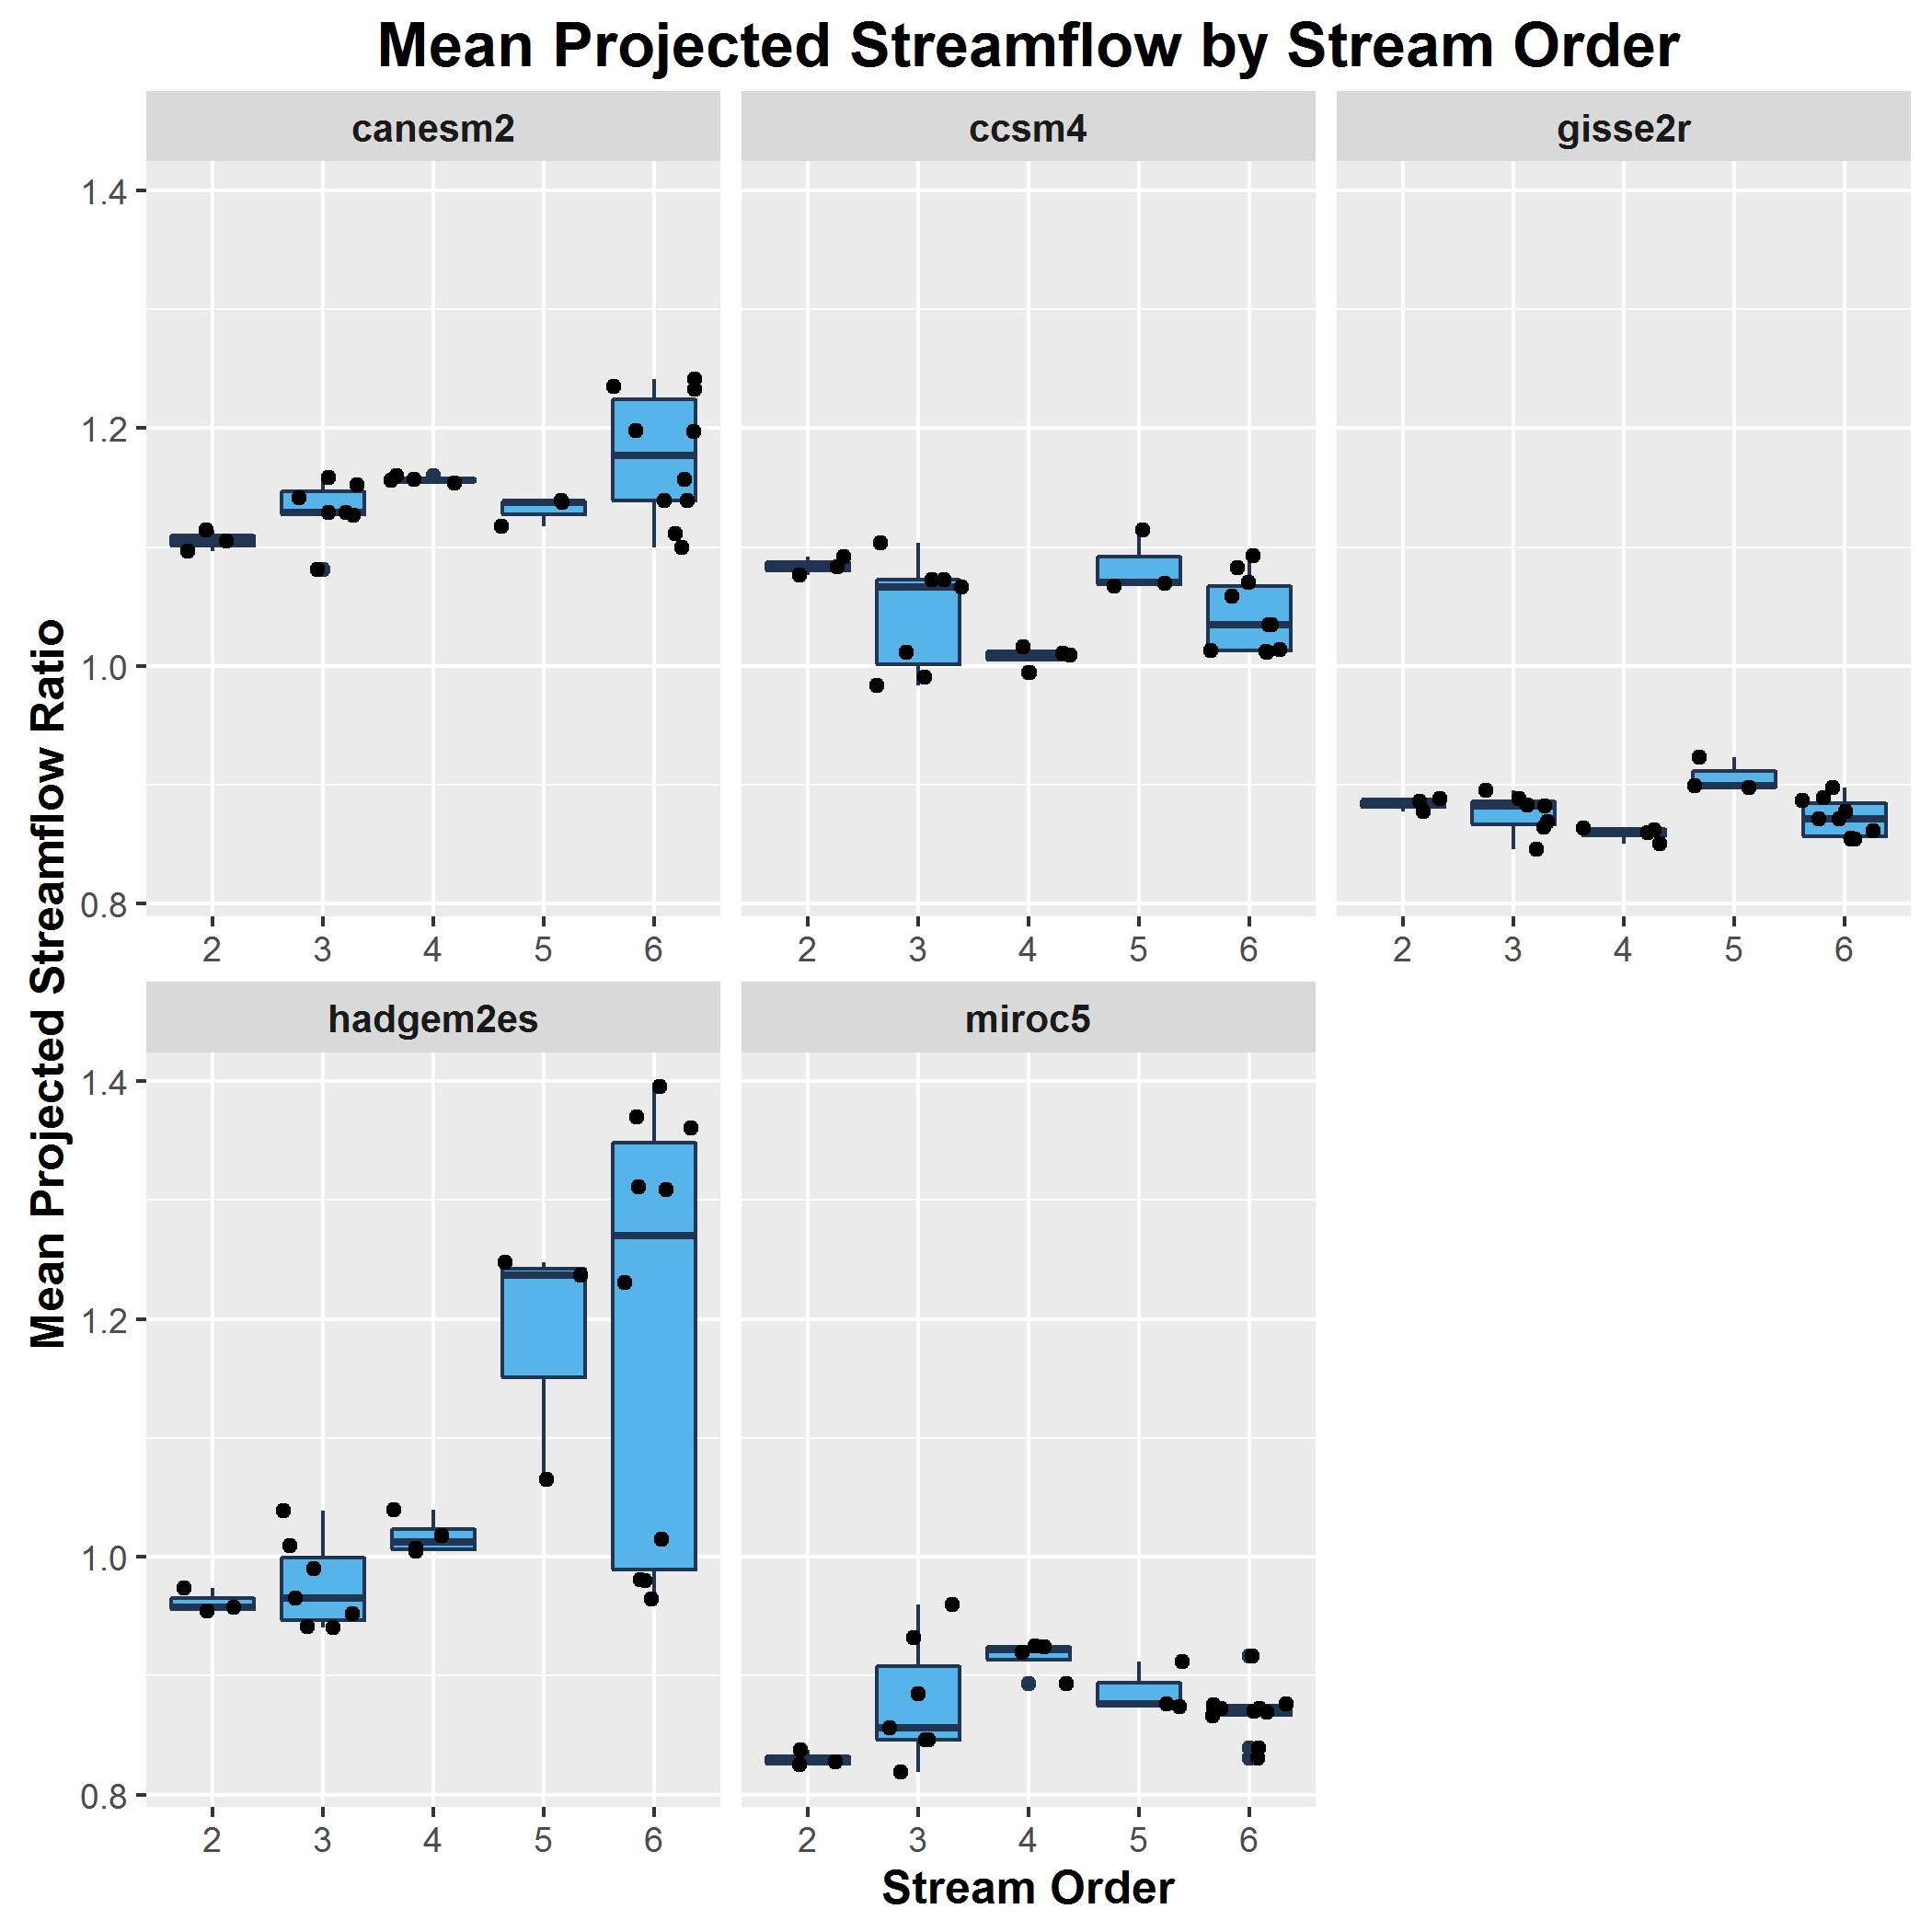 Mean Projected Streamflow by Stream Order
canesm2 ccsm4 gisse2r
1.4
1.2
1.0
0.8
2 3 4 5 6 2 3 4 5 6 2 3 4 5 6
Mean Projected Streamflow Ratio
hadgem2es miroc5
1.4
1.2
1.0
0.8
2 3 4 5 6 2 3 4 5 6
Stream Order